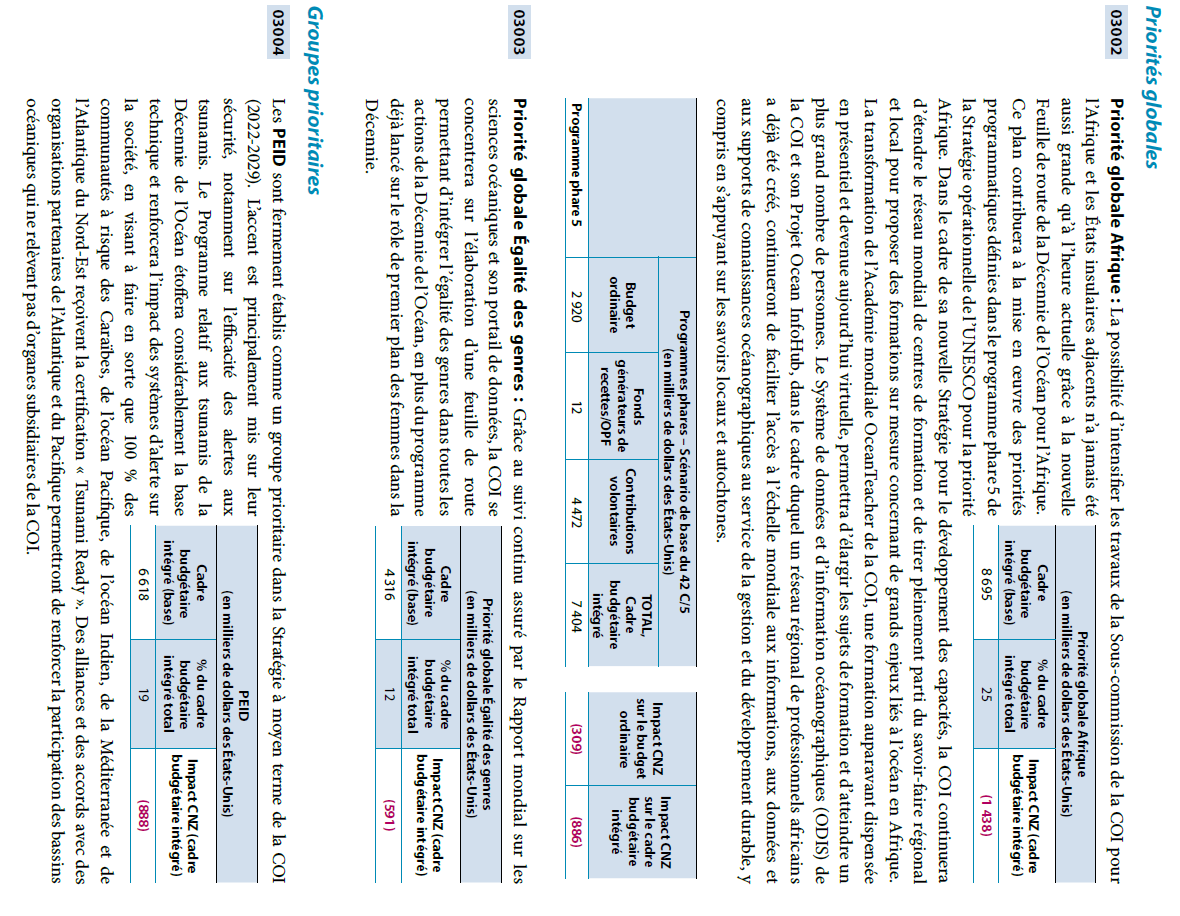 Priorités globales
03002 Priorité globale Afrique : La possibilité d'intensifier les travaux de la Sous-commission de la COI pour
l'Afrique et les États insulaires adjacents n'a jamais été
aussi grande qu'à l'heure actuelle grâce à la nouvelle
Feuille de route de la Décennie de l'Océan pour l'Afrique.
Ce plan contribuera à la mise en œuvre des priorités
programmatiques définies dans le programme phare 5 de
la Stratégie opérationnelle de l'UNESCO pour la priorité
Priorité globale Afrique
(en milliers de dollars des États-Unis)
Cadre budgétaire intégré (base)
% du cadre budgétaire intégré total
Impact CNZ (cadre budgétaire intégré)
8 695 25 (1 438)
Afrique. Dans le cadre de sa nouvelle Stratégie pour le développement des capacités, la COI continuera
d'étendre le réseau mondial de centres de formation et de tirer pleinement parti du savoir-faire régional
et local pour proposer des formations sur mesure concernant de grands enjeux liés à l'océan en Afrique.
La transformation de l'Académie mondiale OceanTeacher de la COI, une formation auparavant dispensée
en présentiel et devenue aujourd'hui virtuelle, permettra d'élargir les sujets de formation et d'atteindre un
plus grand nombre de personnes. Le Système de données et d'information océanographiques (ODIS) de
la COI et son Projet Ocean InfoHub, dans le cadre duquel un réseau régional de professionnels africains
a déjà été créé, continueront de faciliter l'accès à l'échelle mondiale aux informations, aux données et
aux supports de connaissances océanographiques au service de la gestion et du développement durable, y
compris en s'appuyant sur les savoirs locaux et autochtones.
Programmes phares – Scénario de base du 42 C/5
(en milliers de dollars des États-Unis)
Budget ordinaire
Fonds générateurs de recettes/OPF
Contributions volontaires
TOTAL, Cadre budgétaire intégré
Impact CNZ sur le budget ordinaire
Impact CNZ sur le cadre budgétaire intégré
Programme phare 5 2 920 12 4 472 7 404 (309) (886)
03003 Priorité globale Égalité des genres : Grâce au suivi continu assuré par le Rapport mondial sur les
sciences océaniques et son portail de données, la COI se
concentrera sur l'élaboration d'une feuille de route
permettant d'intégrer l'égalité des genres dans toutes les
actions de la Décennie de l'Océan, en plus du programme
déjà lancé sur le rôle de premier plan des femmes dans la
Décennie.
Priorité globale Égalité des genres
(en milliers de dollars des États-Unis)
Cadre budgétaire intégré (base)
% du cadre budgétaire intégré total
Impact CNZ (cadre budgétaire intégré)
4 316 12 (591)
Groupes prioritaires
03004 Les PEID sont fermement établis comme un groupe prioritaire dans la Stratégie à moyen terme de la COI
(2022-2029). L'accent est principalement mis sur leur
sécurité, notamment sur l'efficacité des alertes aux
tsunamis. Le Programme relatif aux tsunamis de la
Décennie de l'Océan étoffera considérablement la base
technique et renforcera l'impact des systèmes d'alerte sur
la société, en visant à faire en sorte que 100 % des
PEID
(en milliers de dollars des États-Unis)
Cadre budgétaire intégré (base)
% du cadre budgétaire intégré total
Impact CNZ (cadre budgétaire intégré)
6 618 19 (888)
communautés à risque des Caraïbes, de l'océan Pacifique, de l'océan Indien, de la Méditerranée et de
l'Atlantique du Nord-Est reçoivent la certification « Tsunami Ready ». Des alliances et des accords avec des
organisations partenaires de l'Atlantique et du Pacifique permettront de renforcer la participation des bassins
océaniques qui ne relèvent pas d'organes subsidiaires de la COI.